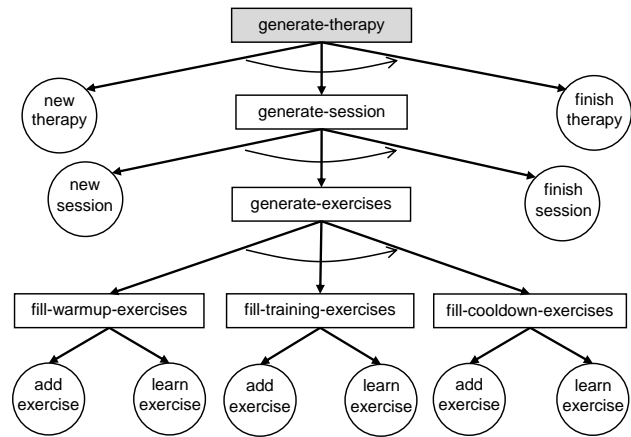 generate-therapy
new
therapy
generate-session
finish
therapy
new
session
generate-exercises
finish
session
fill-warmup-exercises
fill-training-exercises
fill-cooldown-exercises
add
exercise
learn
exercise
add
exercise
learn
exercise
add
exercise
learn
exercise